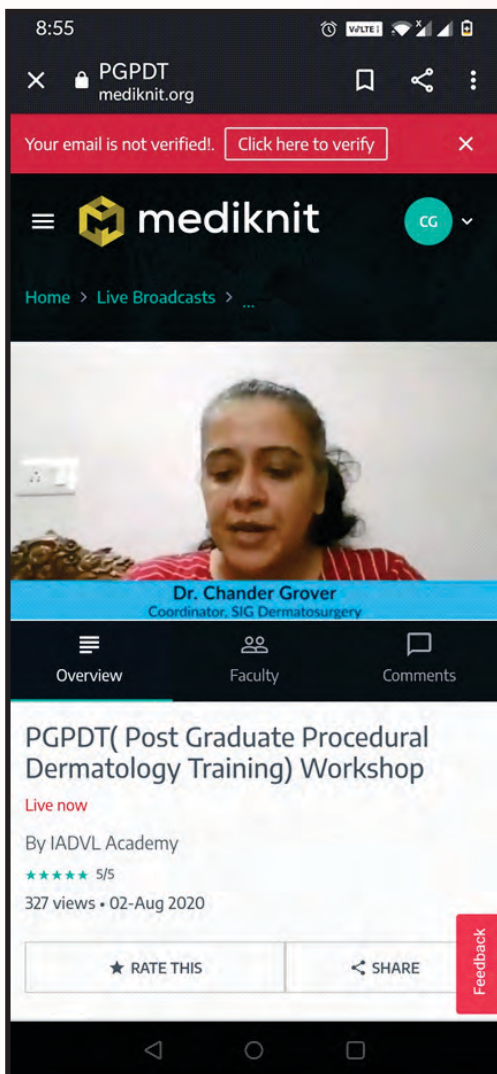 8:55
VoLTE
PGPDT
mediknit.org
Your email is not verified!. Click here to verify
mediknit
CG
Home > Live Broadcasts > ...
Dr. Chander Grover
Coordinator, SIG Dermatosurgery
Overview Faculty Comments
PGPDT( Post Graduate Procedural
Dermatology Training) Workshop
Live now
By IADVL Academy
★★★★★ 5/5
327 views • 02-Aug 2020
★ RATE THIS SHARE
Feedback